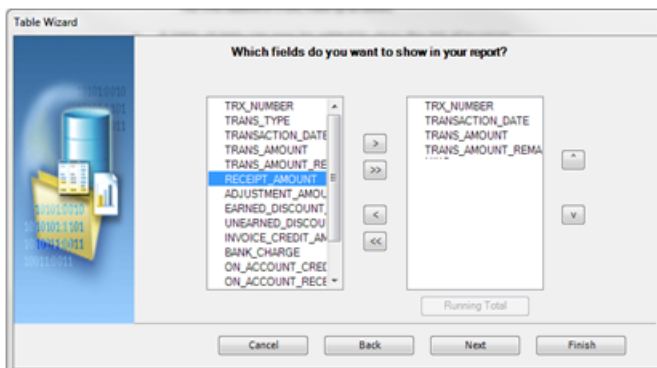 Table Wizard
Which fields do you want to show in your report?
TRX_NUMBER
TRANS_TYPE
TRANSACTION_DATE
TRANS_AMOUNT
TRANS_AMOUNT_RE
RECEIPT_AMOUNT
ADJUSTMENT_AMOU
EARNED_DISCOUNT_
UNEARNED_DISCOU
INVOICE_CREDIT_AM
BANK_CHARGE
ON_ACCOUNT_CRED
ON_ACCOUNT_RECE
>
>>
<
<<
TRX_NUMBER
TRANSACTION_DATE
TRANS_AMOUNT
TRANS_AMOUNT_REMA
^
v
Running Total
Cancel Back Next Finish